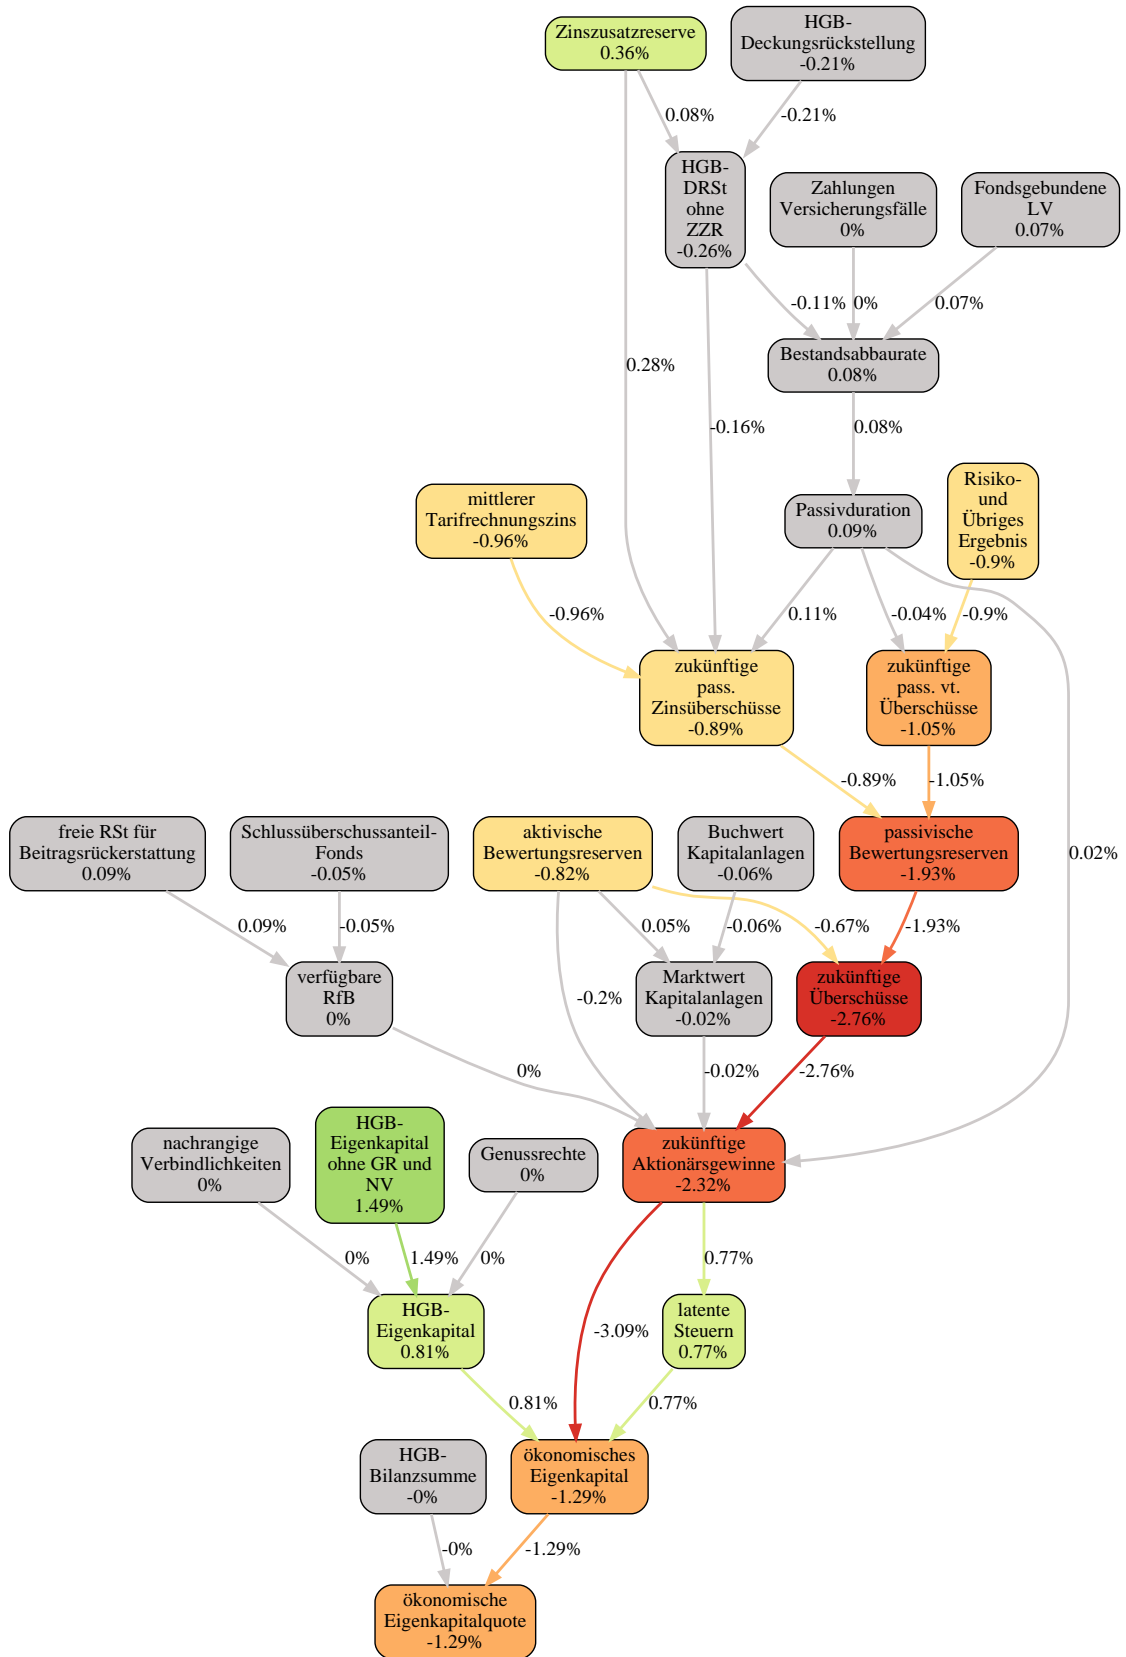 Zinszusatzreserve
0.36%
HGB-
Deckungsrückstellung
-0.21%
0.08%
-0.21%
HGB-
DRSt
ohne
ZZR
-0.26%
Zahlungen
Versicherungsfälle
0%
Fondsgebundene
LV
0.07%
-0.11%
0%
0.07%
0.28%
Bestandsabbaurate
0.08%
-0.16%
0.08%
mittlerer
Tarifrechnungszins
-0.96%
Passivduration
0.09%
Risiko-
und
Übriges
Ergebnis
-0.9%
-0.96%
0.11%
-0.04%
-0.9%
zukünftige
pass.
Zinsüberschüsse
-0.89%
zukünftige
pass. vt.
Überschüsse
-1.05%
-0.89%
-1.05%
freie RSt für
Beitragsrückerstattung
0.09%
Schlussüberschussanteil-
Fonds
-0.05%
aktivische
Bewertungsreserven
-0.82%
Buchwert
Kapitalanlagen
-0.06%
passivische
Bewertungsreserven
-1.93%
0.02%
0.09%
-0.05%
0.05%
-0.06%
-0.67%
-1.93%
verfügbare
RfB
0%
-0.2%
Marktwert
Kapitalanlagen
-0.02%
zukünftige
Überschüsse
-2.76%
0%
-0.02%
-2.76%
nachrangige
Verbindlichkeiten
0%
HGB-
Eigenkapital
ohne GR und
NV
1.49%
Genussrechte
0%
zukünftige
Aktionärsgewinne
-2.32%
0%
1.49%
0%
0.77%
HGB-
Eigenkapital
0.81%
-3.09%
latente
Steuern
0.77%
0.81%
0.77%
HGB-
Bilanzsumme
-0%
ökonomisches
Eigenkapital
-1.29%
-0%
-1.29%
ökonomische
Eigenkapitalquote
-1.29%